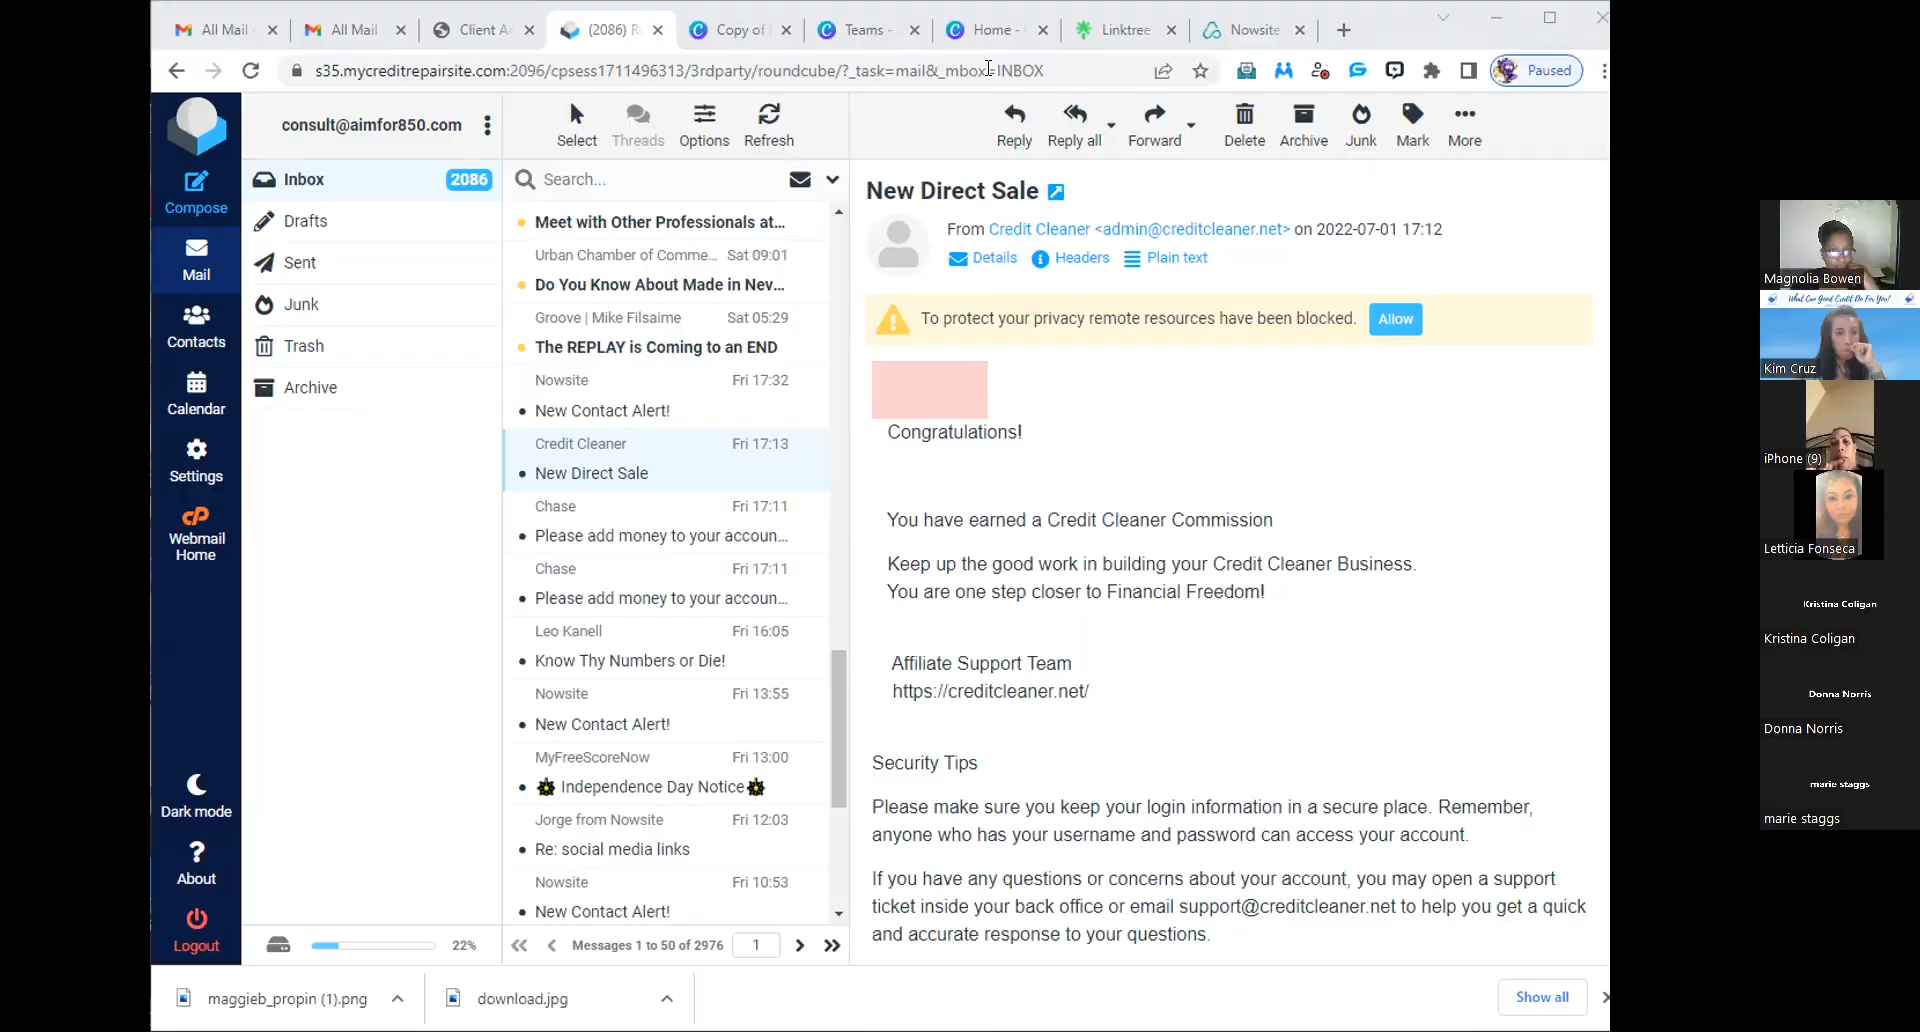 All Mail
All Mail
Client A
(2086) R
Copy of
Teams -
Home -
Linktree
Nowsite
s35.mycreditrepairsite.com:2096/cpsess1711496313/3rdparty/roundcube/?_task=mail&_mbox=INBOX
Paused
consult@aimfor850.com
Select
Threads
Options
Refresh
Reply
Reply all
Forward
Delete
Archive
Junk
Mark
More
Compose
Mail
Contacts
Calendar
Settings
Webmail
Home
Dark mode
About
Logout
Inbox
2086
Drafts
Sent
Junk
Trash
Archive
22%
Search...
Meet with Other Professionals at...
Urban Chamber of Comme... Sat 09:01
Do You Know About Made in Nev...
Groove | Mike Filsaime Sat 05:29
The REPLAY is Coming to an END
Nowsite Fri 17:32
New Contact Alert!
Credit Cleaner Fri 17:13
New Direct Sale
Chase Fri 17:11
Please add money to your accoun...
Chase Fri 17:11
Please add money to your accoun...
Leo Kanell Fri 16:05
Know Thy Numbers or Die!
Nowsite Fri 13:55
New Contact Alert!
MyFreeScoreNow Fri 13:00
Independence Day Notice
Jorge from Nowsite Fri 12:03
Re: social media links
Nowsite Fri 10:53
New Contact Alert!
Messages 1 to 50 of 2976
1
New Direct Sale
From Credit Cleaner <admin@creditcleaner.net> on 2022-07-01 17:12
Details
Headers
Plain text
To protect your privacy remote resources have been blocked.
Allow
Congratulations!
You have earned a Credit Cleaner Commission
Keep up the good work in building your Credit Cleaner Business.
You are one step closer to Financial Freedom!
Affiliate Support Team
https://creditcleaner.net/
Security Tips
Please make sure you keep your login information in a secure place. Remember,
anyone who has your username and password can access your account.
If you have any questions or concerns about your account, you may open a support
ticket inside your back office or email support@creditcleaner.net to help you get a quick
and accurate response to your questions.
maggieb_propin (1).png
download.jpg
Show all
Magnolia Bowen
What Can Good Credit Do For You?
Kim Cruz
iPhone (9)
Letticia Fonseca
Kristina Coligan
Kristina Coligan
Donna Norris
Donna Norris
marie staggs
marie staggs